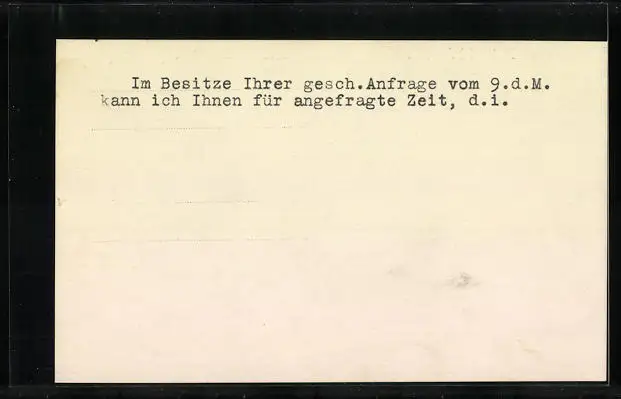 Im Besitze Ihrer gesch.Anfrage vom 9.d.M.
kann ich Ihnen für angefragte Zeit, d.i.